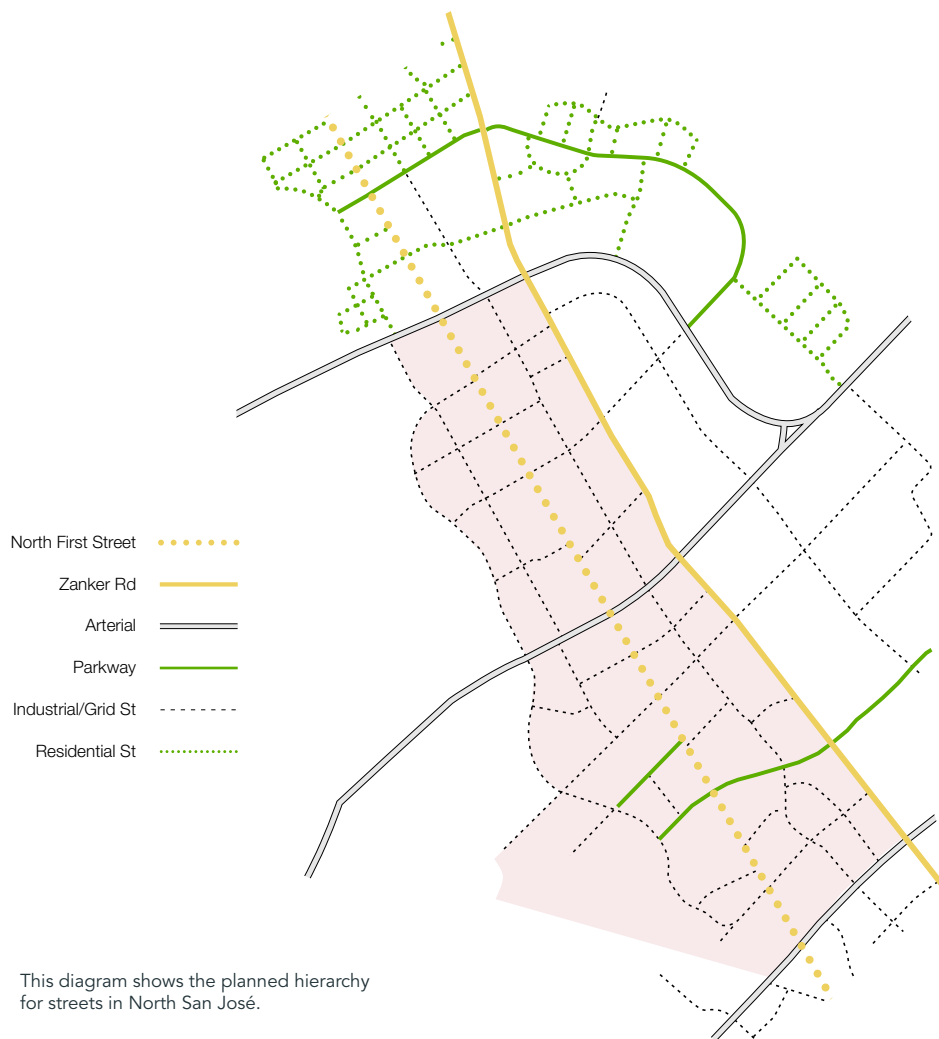 North First Street
Zanker Rd
Arterial
Parkway
Industrial/Grid St
Residential St
This diagram shows the planned hierarchy
for streets in North San José.